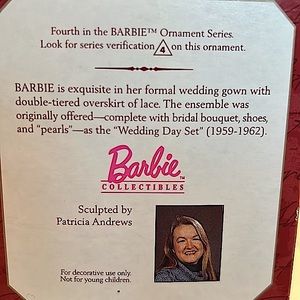 Fourth in the BARBIE™ Ornament Series.
Look for series verification 4 on this ornament.
BARBIE is exquisite in her formal wedding gown with
double-tiered overskirt of lace. The ensemble was
originally offered—complete with bridal bouquet, shoes,
and "pearls"—as the "Wedding Day Set" (1959-1962).
Barbie™
COLLECTIBLES
Sculpted by
Patricia Andrews
For decorative use only.
Not for young children.